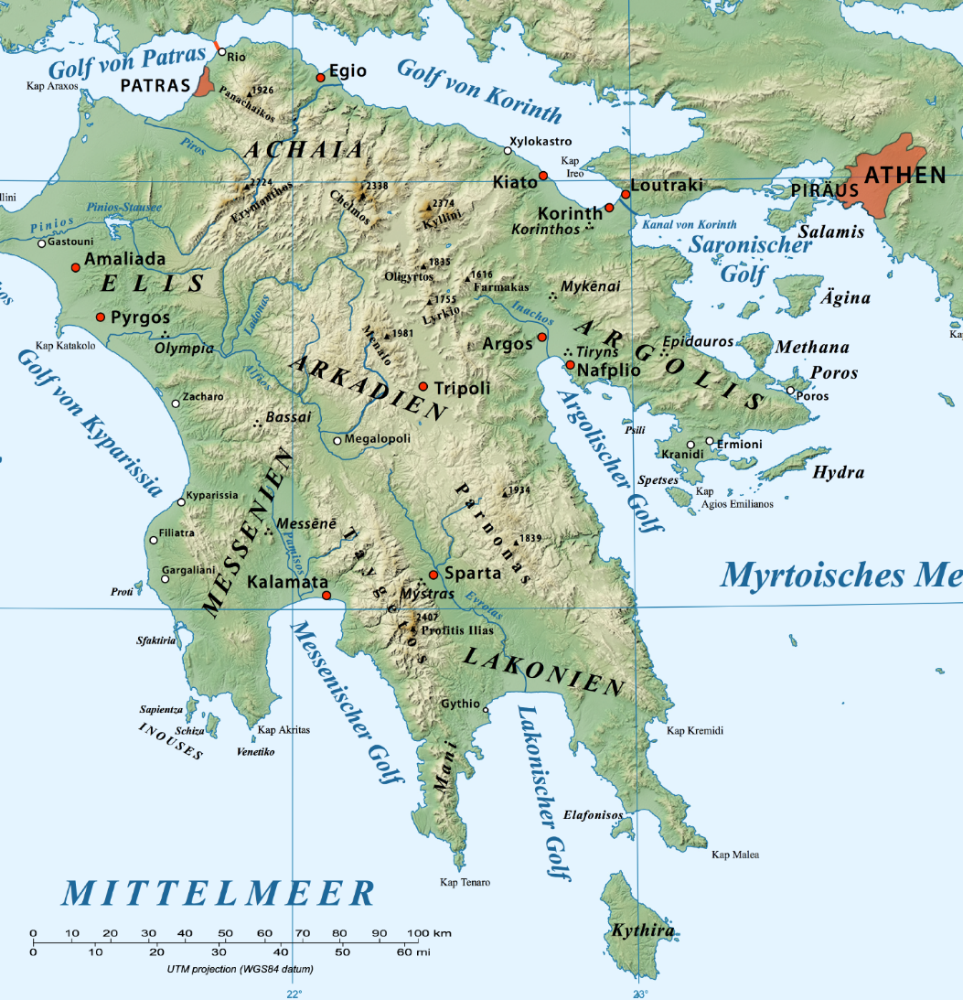 Golf von Patras
Rio
Kap Araxos
PATRAS
Egio
Golf von Korinth
1926
Panachaikos
Piros
ACHAIA
Xylokastro
Kap
Ireo
Kiato
Loutraki
ATHEN
PIRÄUS
2224
Erymanthos
2338
Chelmos
2374
Kyllini
Korinth
Korinthos
Kanal von Korinth
Salamis
Saronischer
Golf
Pinios-Stausee
Pinios
Gastouni
Amaliada
ELIS
1835
Oligyrtos
1616
Farmakas
Mykēnai
Ägina
1755
Lyrkio
Inachos
Ladonas
Pyrgos
Kap Katakolo
Olympia
1981
Menalo
Argos
Tiryns
Nafplio
ARGOLIS
Epidauros
Methana
Poros
Poros
Alfios
ARKADIEN
Tripoli
Golf von Kyparissia
Zacharo
Bassai
Megalopoli
Argolischer Golf
Psili
Kranidi
Ermioni
Spetses
Hydra
Kap
Agios Emilianos
Kyparissia
MESSENIEN
Parnonas
1934
1839
Filiatra
Messēnē
Taygetos
Gargaliani
Pamisos
Kalamata
Sparta
Mystras
Evrotas
Myrtoisches Me
Proti
2407
Profitis Ilias
Sfaktiria
LAKONIEN
Messenischer Golf
Gythio
Sapientza
Schiza
INOUSES
Kap Akritas
Venetiko
Kap Kremidi
Mani
Lakonischer Golf
Elafonisos
Kap Malea
Kap Tenaro
MITTELMEER
Kythira
0 10 20 30 40 50 60 70 80 90 100 km
0 10 20 30 40 50 60 mi
UTM projection (WGS84 datum)
22°
23°